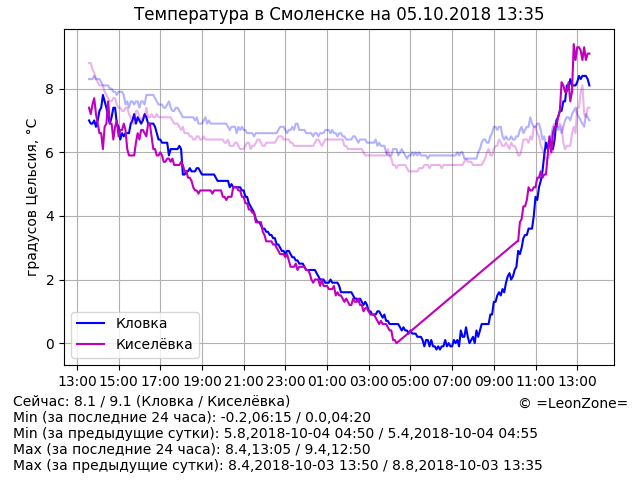 Температура в Смоленске на 05.10.2018 13:35
градусов Цельсия, °C
8
6
4
2
0
Кловка
Киселёвка
13:00 15:00 17:00 19:00 21:00 23:00 01:00 03:00 05:00 07:00 09:00 11:00 13:00
Сейчас: 8.1 / 9.1 (Кловка / Киселёвка)
© =LeonZone=
Min (за последние 24 часа): -0.2,06:15 / 0.0,04:20
Min (за предыдущие сутки): 5.8,2018-10-04 04:50 / 5.4,2018-10-04 04:55
Max (за последние 24 часа): 8.4,13:05 / 9.4,12:50
Max (за предыдущие сутки): 8.4,2018-10-03 13:50 / 8.8,2018-10-03 13:35